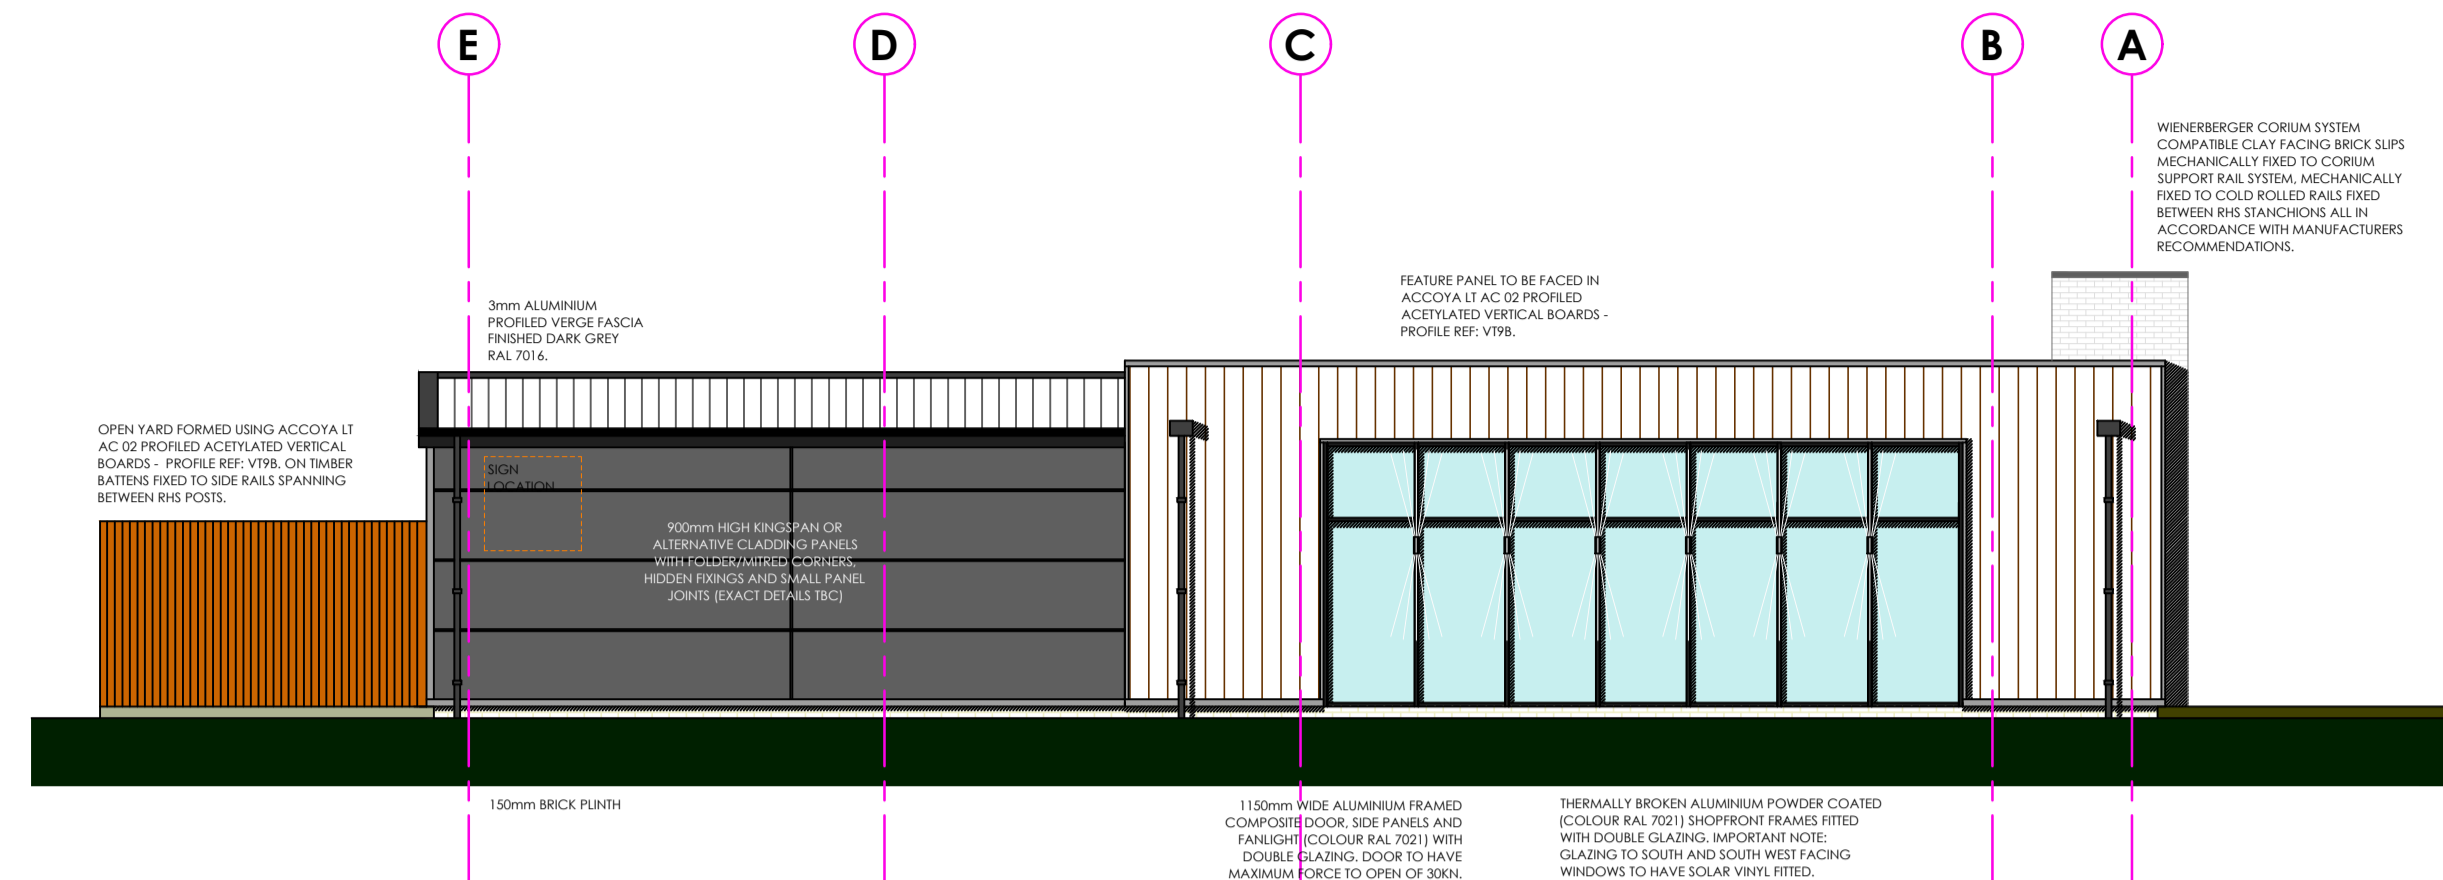 E
D
C
B
A
WIENERBERGER CORIUM SYSTEM
COMPATIBLE CLAY FACING BRICK SLIPS
MECHANICALLY FIXED TO CORIUM
SUPPORT RAIL SYSTEM, MECHANICALLY
FIXED TO COLD ROLLED RAILS FIXED
BETWEEN RHS STANCHIONS ALL IN
ACCORDANCE WITH MANUFACTURERS
RECOMMENDATIONS.
FEATURE PANEL TO BE FACED IN
ACCOYA LT AC 02 PROFILED
ACETYLATED VERTICAL BOARDS -
PROFILE REF: VT9B.
3mm ALUMINIUM
PROFILED VERGE FASCIA
FINISHED DARK GREY
RAL 7016.
OPEN YARD FORMED USING ACCOYA LT
AC 02 PROFILED ACETYLATED VERTICAL
BOARDS - PROFILE REF: VT9B. ON TIMBER
BATTENS FIXED TO SIDE RAILS SPANNING
BETWEEN RHS POSTS.
SIGN
LOCATION
900mm HIGH KINGSPAN OR
ALTERNATIVE CLADDING PANELS
WITH FOLDER/MITRED CORNERS,
HIDDEN FIXINGS AND SMALL PANEL
JOINTS (EXACT DETAILS TBC)
150mm BRICK PLINTH
1150mm WIDE ALUMINIUM FRAMED
COMPOSITE DOOR, SIDE PANELS AND
FANLIGHT (COLOUR RAL 7021) WITH
DOUBLE GLAZING. DOOR TO HAVE
MAXIMUM FORCE TO OPEN OF 30KN.
THERMALLY BROKEN ALUMINIUM POWDER COATED
(COLOUR RAL 7021) SHOPFRONT FRAMES FITTED
WITH DOUBLE GLAZING. IMPORTANT NOTE:
GLAZING TO SOUTH AND SOUTH WEST FACING
WINDOWS TO HAVE SOLAR VINYL FITTED.